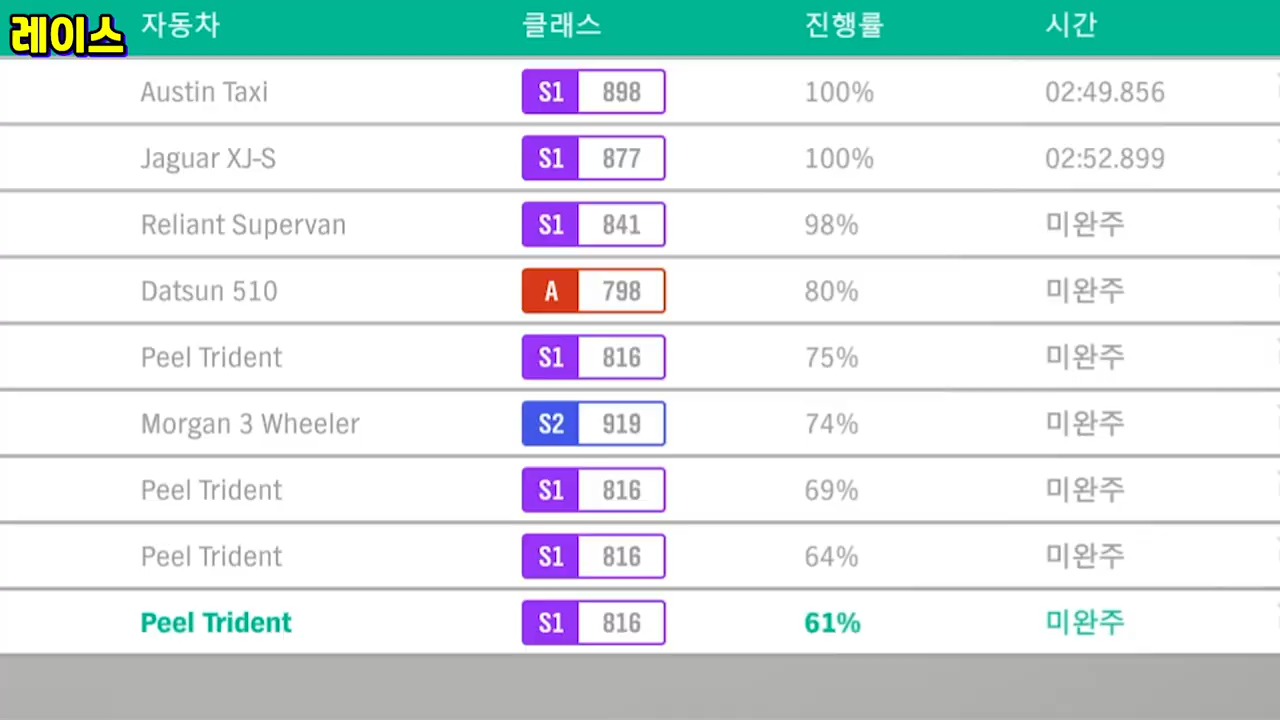 레이스
자동차 클래스 진행률 시간
Austin Taxi S1 898 100% 02:49.856
Jaguar XJ-S S1 877 100% 02:52.899
Reliant Supervan S1 841 98% 미완주
Datsun 510 A 798 80% 미완주
Peel Trident S1 816 75% 미완주
Morgan 3 Wheeler S2 919 74% 미완주
Peel Trident S1 816 69% 미완주
Peel Trident S1 816 64% 미완주
Peel Trident S1 816 61% 미완주